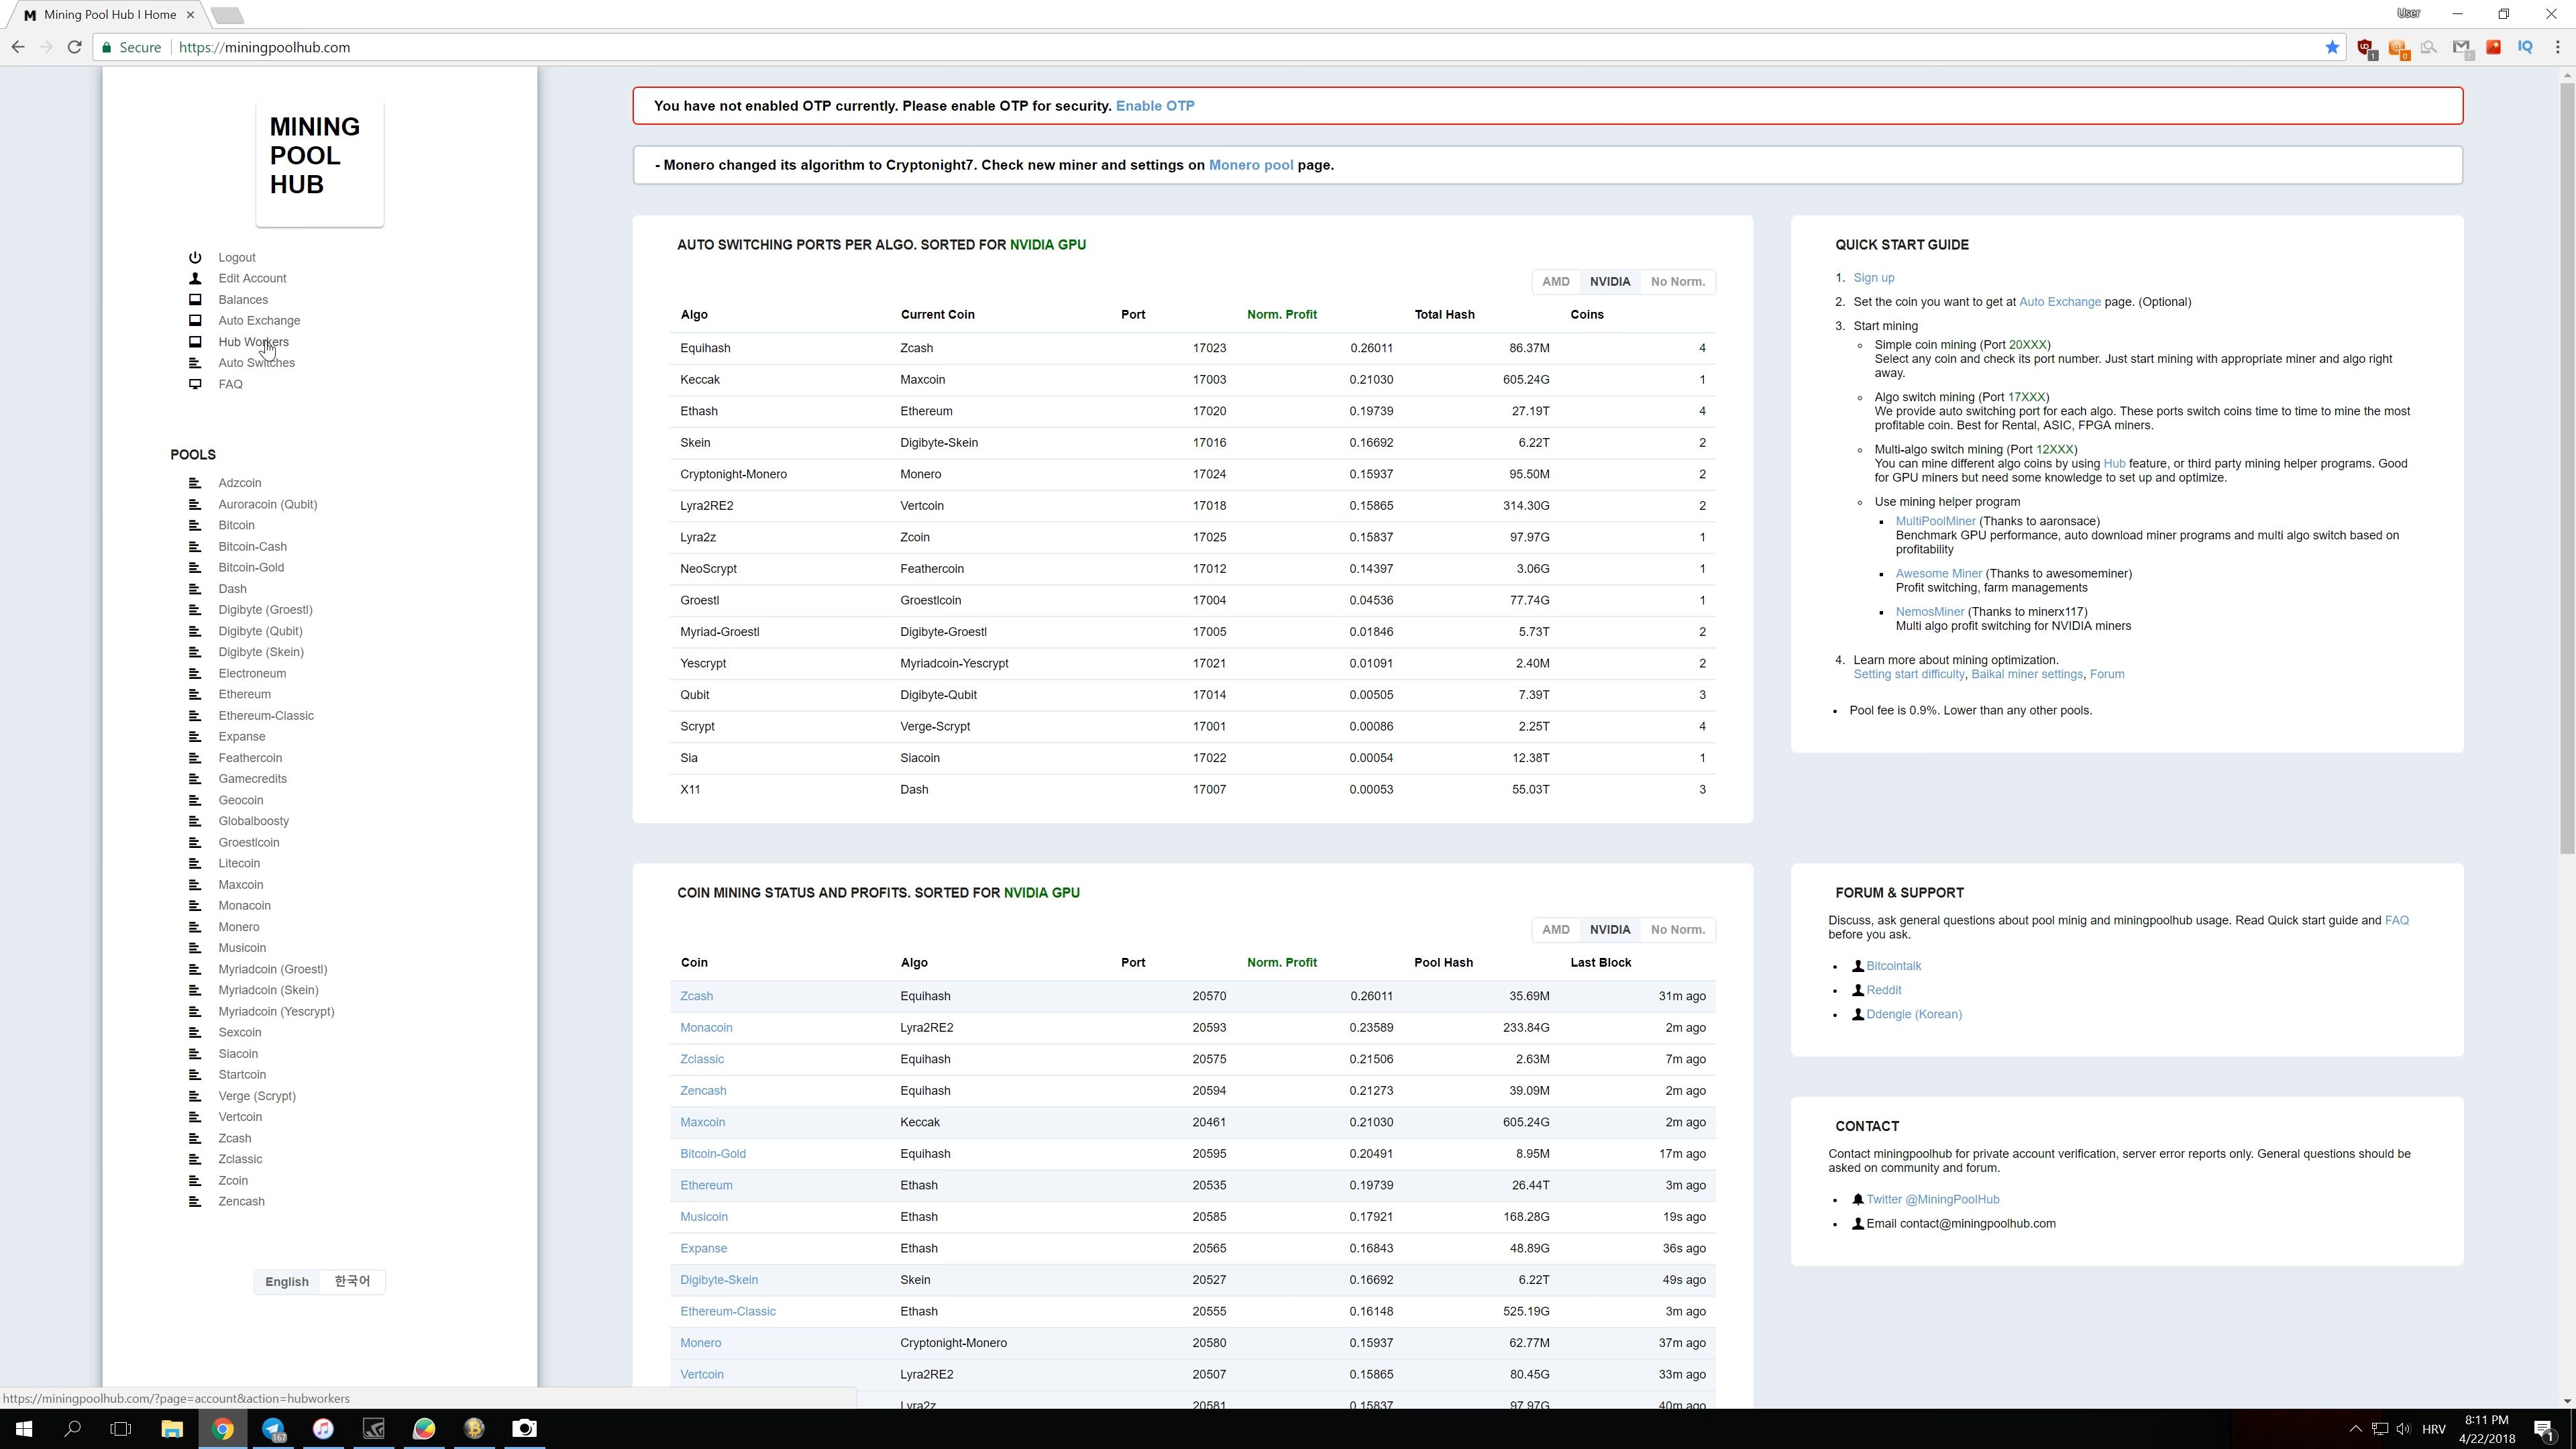 Mining Pool Hub I Home
User
Secure
https://miningpoolhub.com
MINING
POOL
HUB
Logout
Edit Account
Balances
Auto Exchange
Hub Workers
Auto Switches
FAQ
POOLS
Adzcoin
Auroracoin (Qubit)
Bitcoin
Bitcoin-Cash
Bitcoin-Gold
Dash
Digibyte (Groestl)
Digibyte (Qubit)
Digibyte (Skein)
Electroneum
Ethereum
Ethereum-Classic
Expanse
Feathercoin
Gamecredits
Geocoin
Globalboosty
Groestlcoin
Litecoin
Maxcoin
Monacoin
Monero
Musicoin
Myriadcoin (Groestl)
Myriadcoin (Skein)
Myriadcoin (Yescrypt)
Sexcoin
Siacoin
Startcoin
Verge (Scrypt)
Vertcoin
Zcash
Zclassic
Zcoin
Zencash
English 한국어
You have not enabled OTP currently. Please enable OTP for security. Enable OTP
- Monero changed its algorithm to Cryptonight7. Check new miner and settings on Monero pool page.
AUTO SWITCHING PORTS PER ALGO. SORTED FOR NVIDIA GPU
AMD NVIDIA No Norm.
Algo Current Coin Port Norm. Profit Total Hash Coins
Equihash Zcash 17023 0.26011 86.37M 4
Keccak Maxcoin 17003 0.21030 605.24G 1
Ethash Ethereum 17020 0.19739 27.19T 4
Skein Digibyte-Skein 17016 0.16692 6.22T 2
Cryptonight-Monero Monero 17024 0.15937 95.50M 2
Lyra2RE2 Vertcoin 17018 0.15865 314.30G 2
Lyra2z Zcoin 17025 0.15837 97.97G 1
NeoScrypt Feathercoin 17012 0.14397 3.06G 1
Groestl Groestlcoin 17004 0.04536 77.74G 1
Myriad-Groestl Digibyte-Groestl 17005 0.01846 5.73T 2
Yescrypt Myriadcoin-Yescrypt 17021 0.01091 2.40M 2
Qubit Digibyte-Qubit 17014 0.00505 7.39T 3
Scrypt Verge-Scrypt 17001 0.00086 2.25T 4
Sia Siacoin 17022 0.00054 12.38T 1
X11 Dash 17007 0.00053 55.03T 3
COIN MINING STATUS AND PROFITS. SORTED FOR NVIDIA GPU
AMD NVIDIA No Norm.
Coin Algo Port Norm. Profit Pool Hash Last Block
Zcash Equihash 20570 0.26011 35.69M 31m ago
Monacoin Lyra2RE2 20593 0.23589 233.84G 2m ago
Zclassic Equihash 20575 0.21506 2.63M 7m ago
Zencash Equihash 20594 0.21273 39.09M 2m ago
Maxcoin Keccak 20461 0.21030 605.24G 2m ago
Bitcoin-Gold Equihash 20595 0.20491 8.95M 17m ago
Ethereum Ethash 20535 0.19739 26.44T 3m ago
Musicoin Ethash 20585 0.17921 168.28G 19s ago
Expanse Ethash 20565 0.16843 48.89G 36s ago
Digibyte-Skein Skein 20527 0.16692 6.22T 49s ago
Ethereum-Classic Ethash 20555 0.16148 525.19G 3m ago
Monero Cryptonight-Monero 20580 0.15937 62.77M 37m ago
Vertcoin Lyra2RE2 20507 0.15865 80.45G 33m ago
Lyra2z 20581 0.15837 97.97G 40m ago
QUICK START GUIDE
1. Sign up
2. Set the coin you want to get at Auto Exchange page. (Optional)
3. Start mining
Simple coin mining (Port 20XXX)
Select any coin and check its port number. Just start mining with appropriate miner and algo right
away.
Algo switch mining (Port 17XXX)
We provide auto switching port for each algo. These ports switch coins time to time to mine the most
profitable coin. Best for Rental, ASIC, FPGA miners.
Multi-algo switch mining (Port 12XXX)
You can mine different algo coins by using Hub feature, or third party mining helper programs. Good
for GPU miners but need some knowledge to set up and optimize.
Use mining helper program
MultiPoolMiner (Thanks to aaronsace)
Benchmark GPU performance, auto download miner programs and multi algo switch based on
profitability
Awesome Miner (Thanks to awesomeminer)
Profit switching, farm managements
NemosMiner (Thanks to minerx117)
Multi algo profit switching for NVIDIA miners
4. Learn more about mining optimization.
Setting start difficulty, Baikal miner settings, Forum
Pool fee is 0.9%. Lower than any other pools.
FORUM & SUPPORT
Discuss, ask general questions about pool minig and miningpoolhub usage. Read Quick start guide and FAQ
before you ask.
Bitcointalk
Reddit
Ddengle (Korean)
CONTACT
Contact miningpoolhub for private account verification, server error reports only. General questions should be
asked on community and forum.
Twitter @MiningPoolHub
Email contact@miningpoolhub.com
https://miningpoolhub.com/?page=account&action=hubworkers
167
HRV
8:11 PM
4/22/2018
1